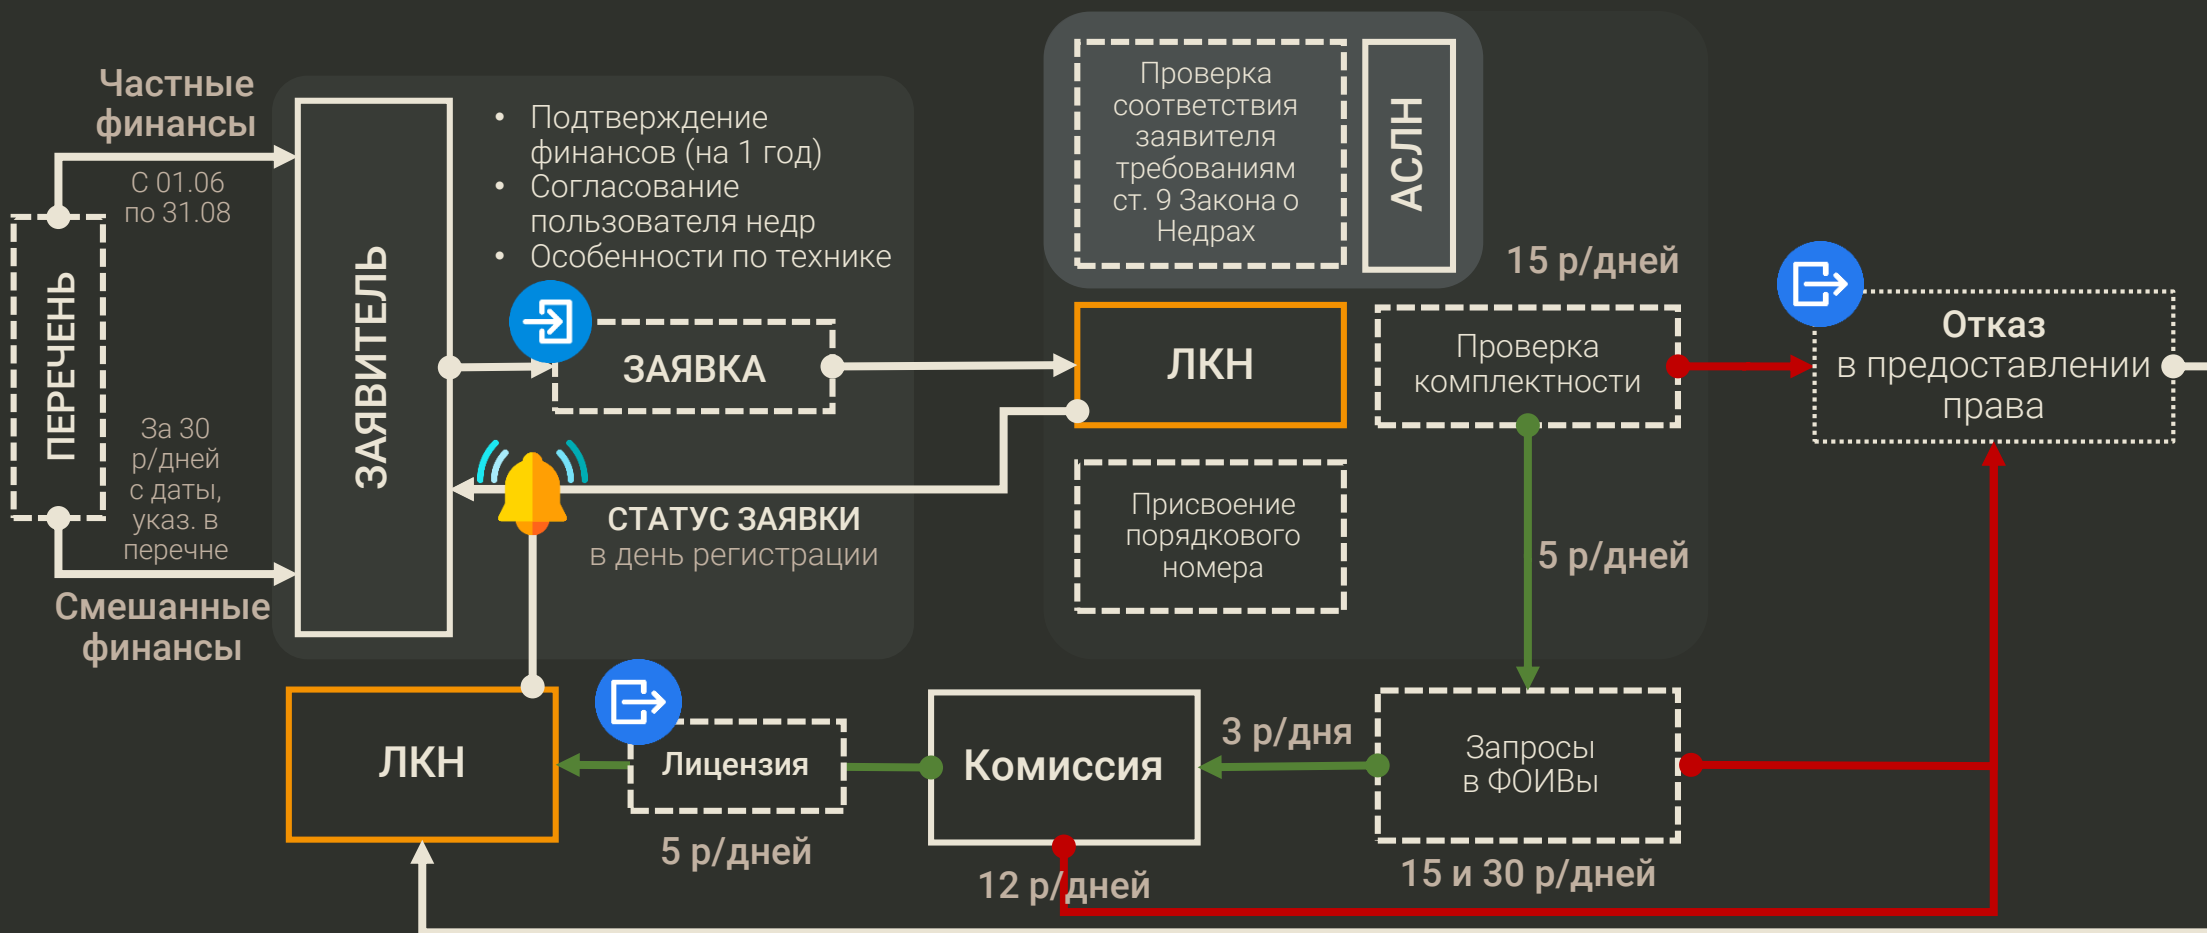 Частные
финансы
С 01.06
по 31.08
ПЕРЕЧЕНЬ
За 30
р/дней
с даты,
указ. в
перечне
Смешанные
финансы
ЗАЯВИТЕЛЬ
• Подтверждение
финансов (на 1 год)
• Согласование
пользователя недр
• Особенности по технике
ЗАЯВКА
СТАТУС ЗАЯВКИ
в день регистрации
Проверка
соответствия
заявителя
требованиям
ст. 9 Закона о
Недрах
АСЛН
ЛКН
Присвоение
порядкового
номера
15 р/дней
Проверка
комплектности
5 р/дней
Отказ
в предоставлении
права
Запросы
в ФОИВы
15 и 30 р/дней
3 р/дня
Комиссия
12 р/дней
Лицензия
5 р/дней
ЛКН